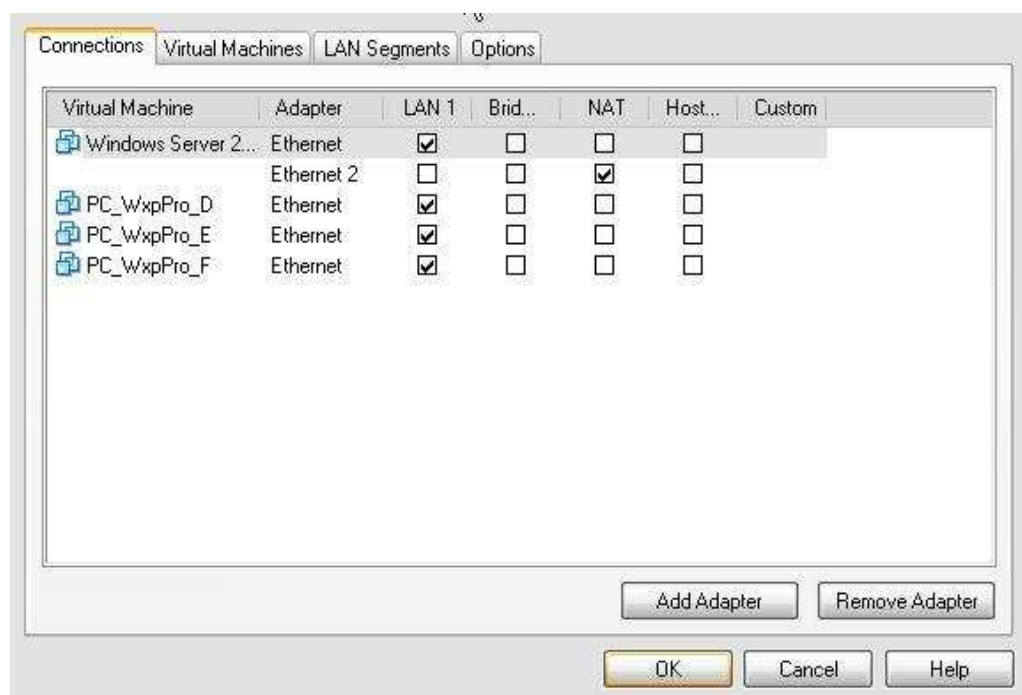 Connections Virtual Machines LAN Segments Options
Virtual Machine Adapter LAN 1 Brid... NAT Host... Custom
Windows Server 2... Ethernet
Ethernet 2
PC_WxpPro_D Ethernet
PC_WxpPro_E Ethernet
PC_WxpPro_F Ethernet
Add Adapter Remove Adapter
OK Cancel Help